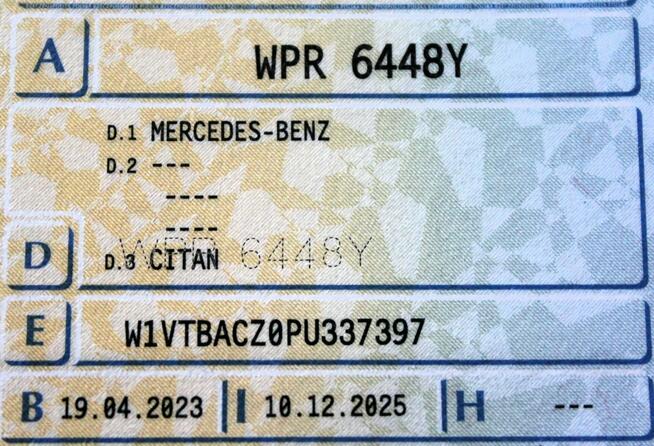 A WPR 6448Y
D.1 MERCEDES-BENZ
D.2 ---
----
----
WPR 6448Y
D D.3 CITAN
E W1VTBACZ0PU337397
B 19.04.2023 I 10.12.2025 H ---